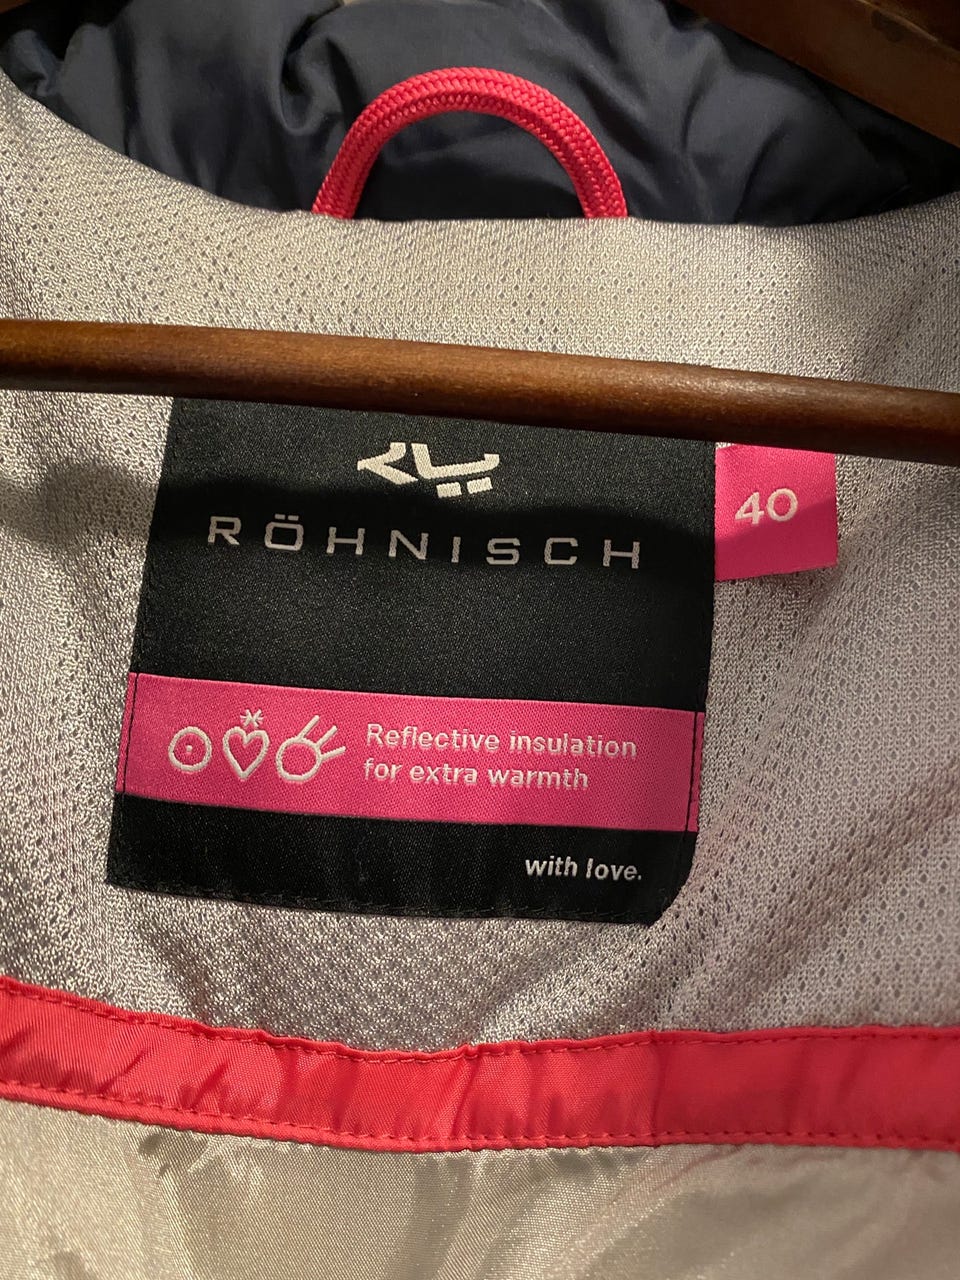 RÖHNISCH
40
Reflective insulation
for extra warmth
with love.